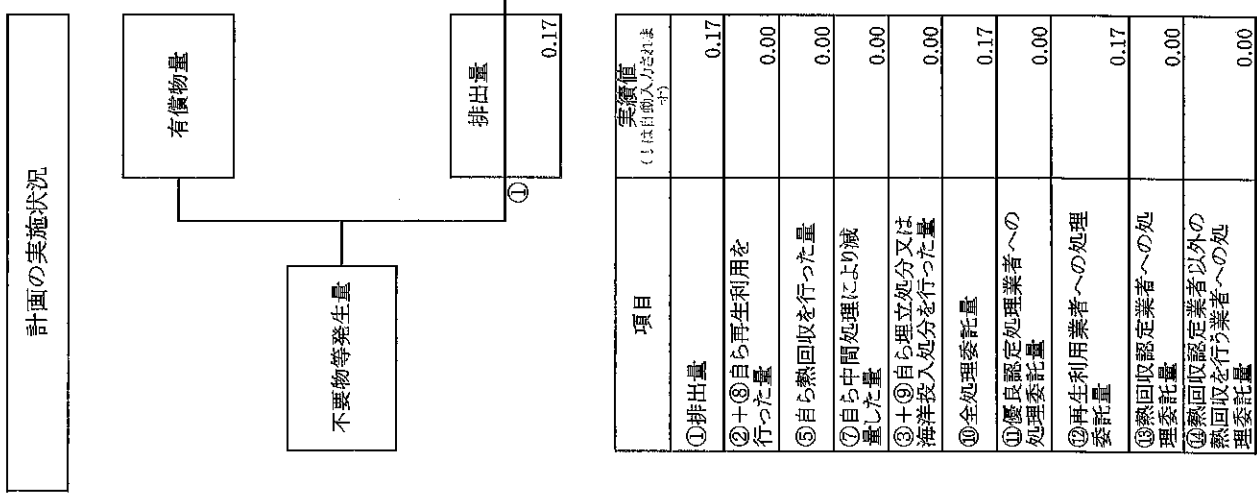 計画の実施状況
有償物量
不要物等発生量
排出量
①
0.17
項目
実績値
(しは自動入力されま
す)
①排出量
0.17
②+⑧自ら再生利用を
行った量
0.00
⑤自ら熱回収を行った量
0.00
⑦自ら中間処理により減
量した量
0.00
③+⑨自ら埋立処分又は
海洋投入処分を行った量
0.00
⑩全処理委託量
0.17
⑪優良認定処理業者への
処理委託量
0.00
⑫再生利用業者への処理
委託量
0.17
⑬熱回収認定業者への処
理委託量
0.00
⑭熱回収認定業者以外の
熱回収を行う業者への処
理委託量
0.00